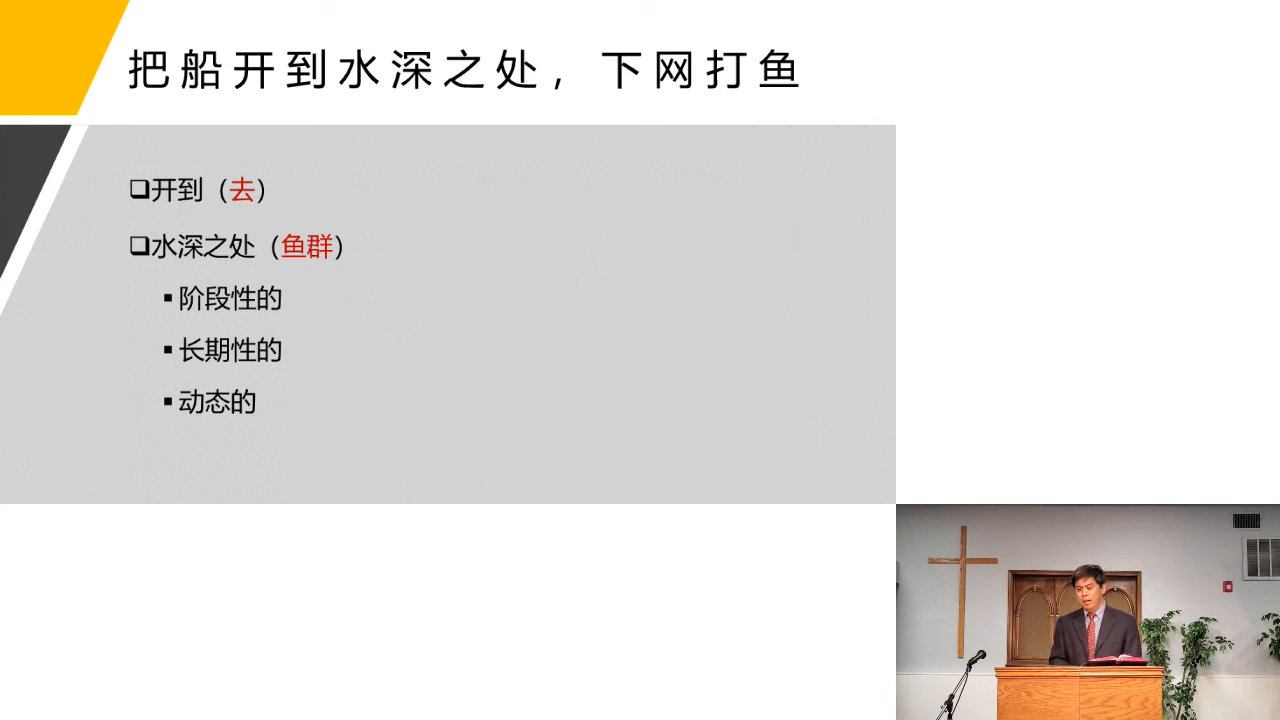 把船开到水深之处，下网打鱼
❑开到（去）
❑水深之处（鱼群）
▪阶段性的
▪长期性的
▪动态的